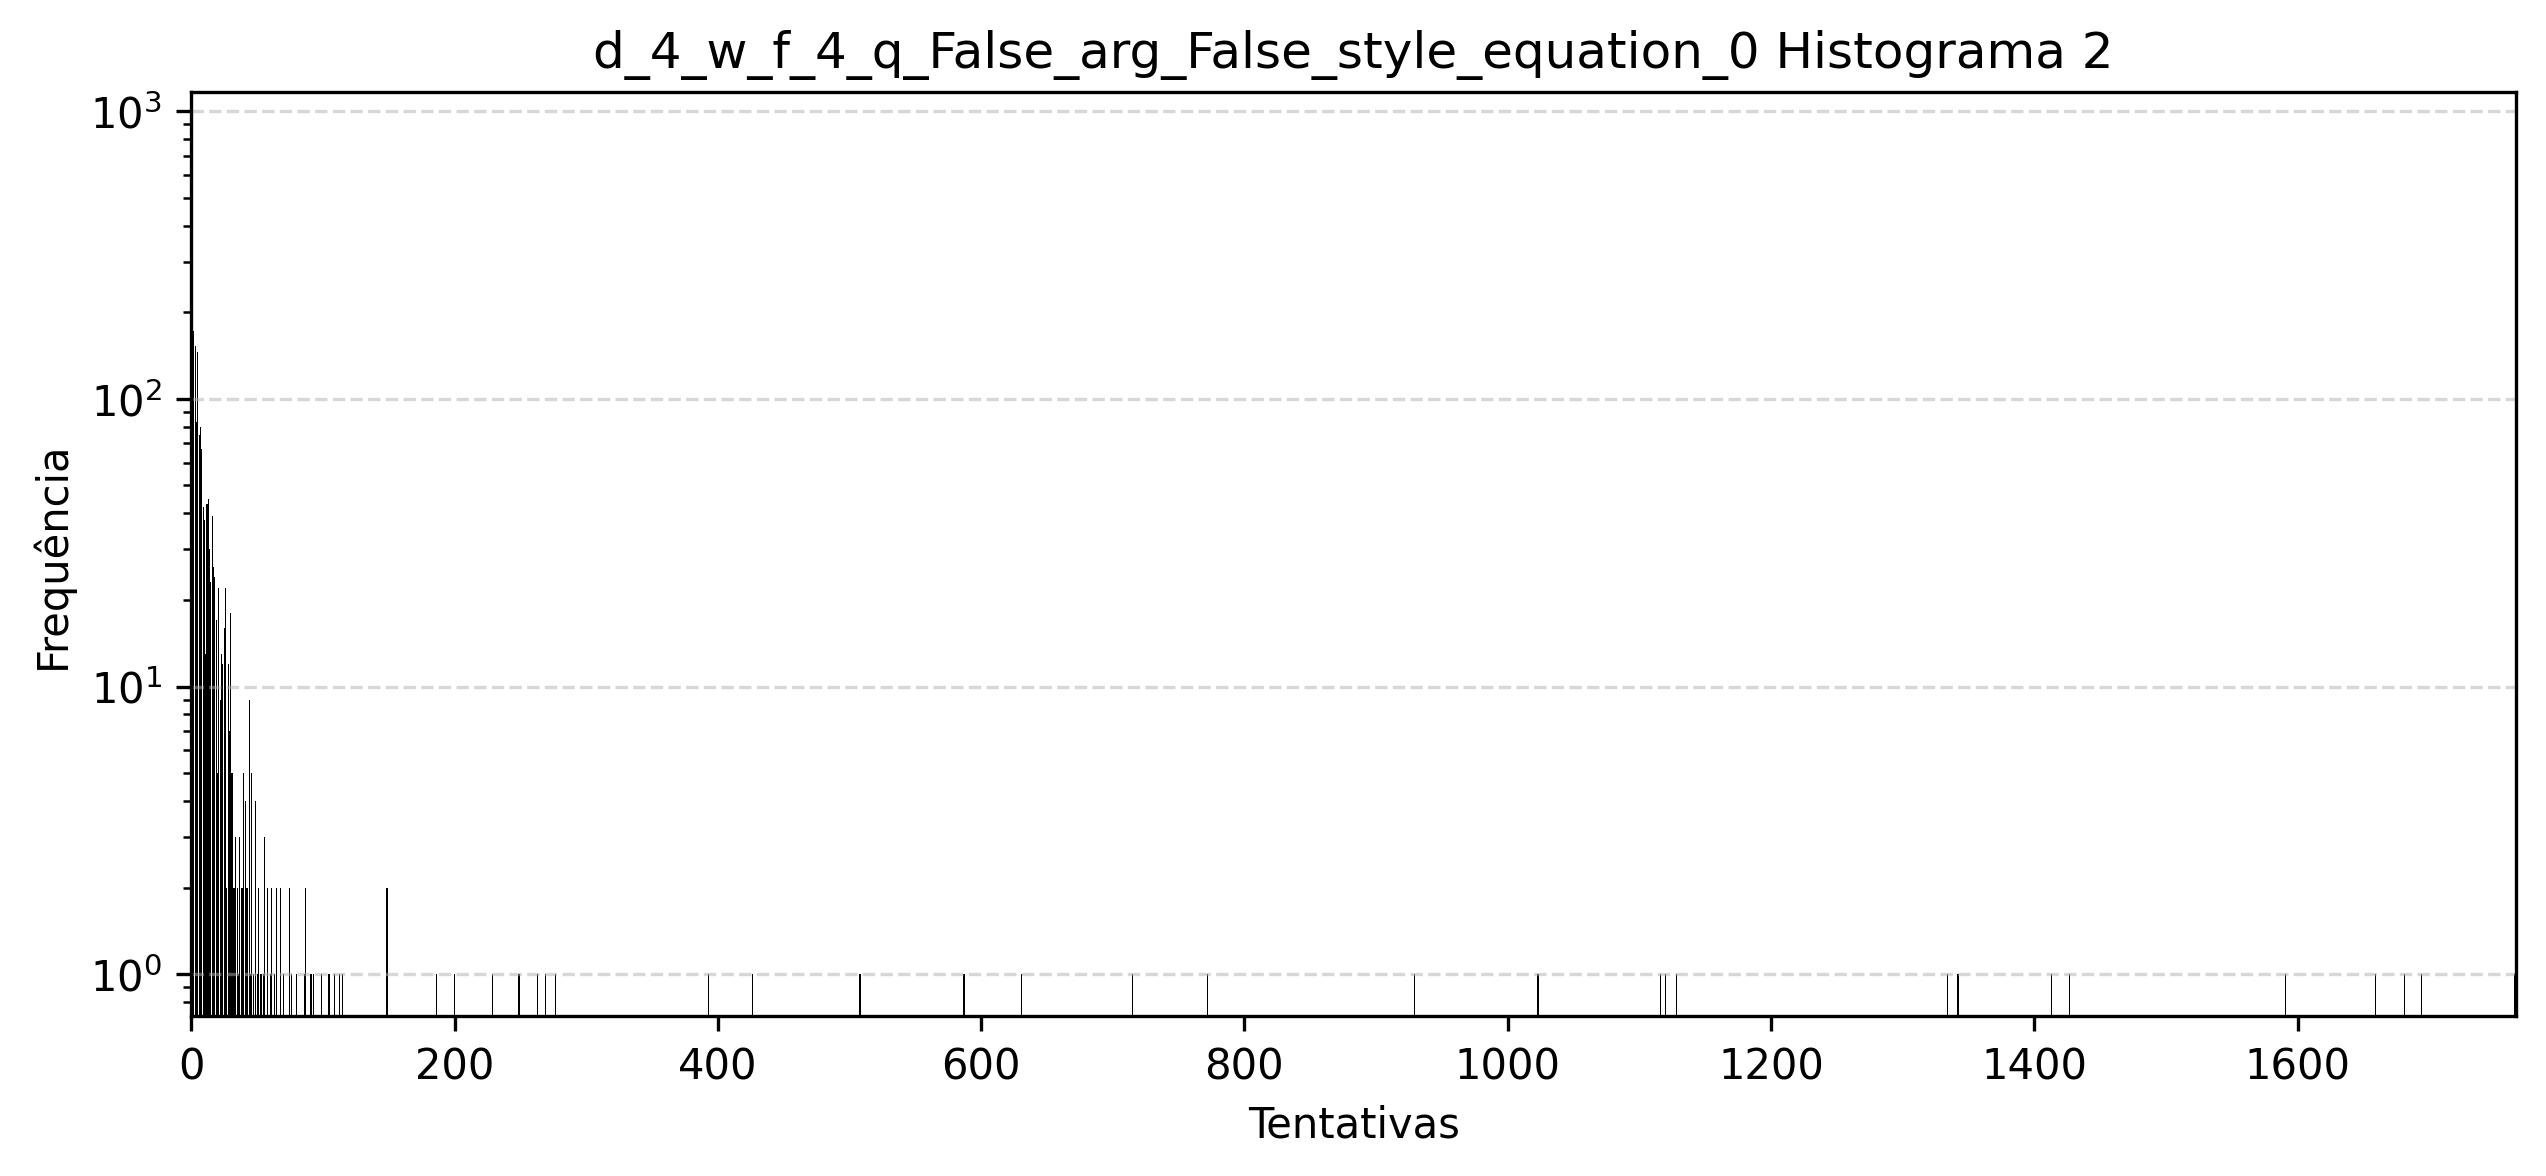 d_4_w_f_4_q_False_arg_False_style_equation_0 Histograma 2
10³
10²
10¹
10⁰
Frequência
0 200 400 600 800 1000 1200 1400 1600
Tentativas